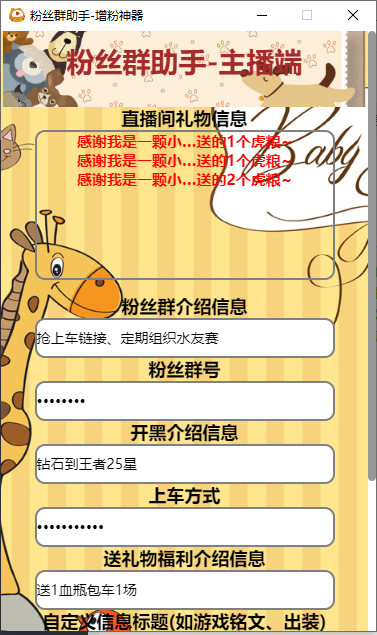 粉丝群助手-增粉神器
粉丝群助手-主播端
直播间礼物信息
感谢我是一颗小...送的1个虎粮~
感谢我是一颗小...送的1个虎粮~
感谢我是一颗小...送的2个虎粮~
Baby
粉丝群介绍信息
抢上车链接、定期组织水友赛
粉丝群号
••••••••
开黑介绍信息
钻石到王者25星
上车方式
•••••••••••
送礼物福利介绍信息
送1血瓶包车1场
自定义信息标题(如游戏铭文、出装)